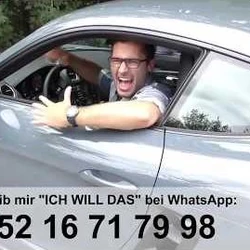 ib mir "ICH WILL DAS" bei WhatsApp:
52 16 71 79 98